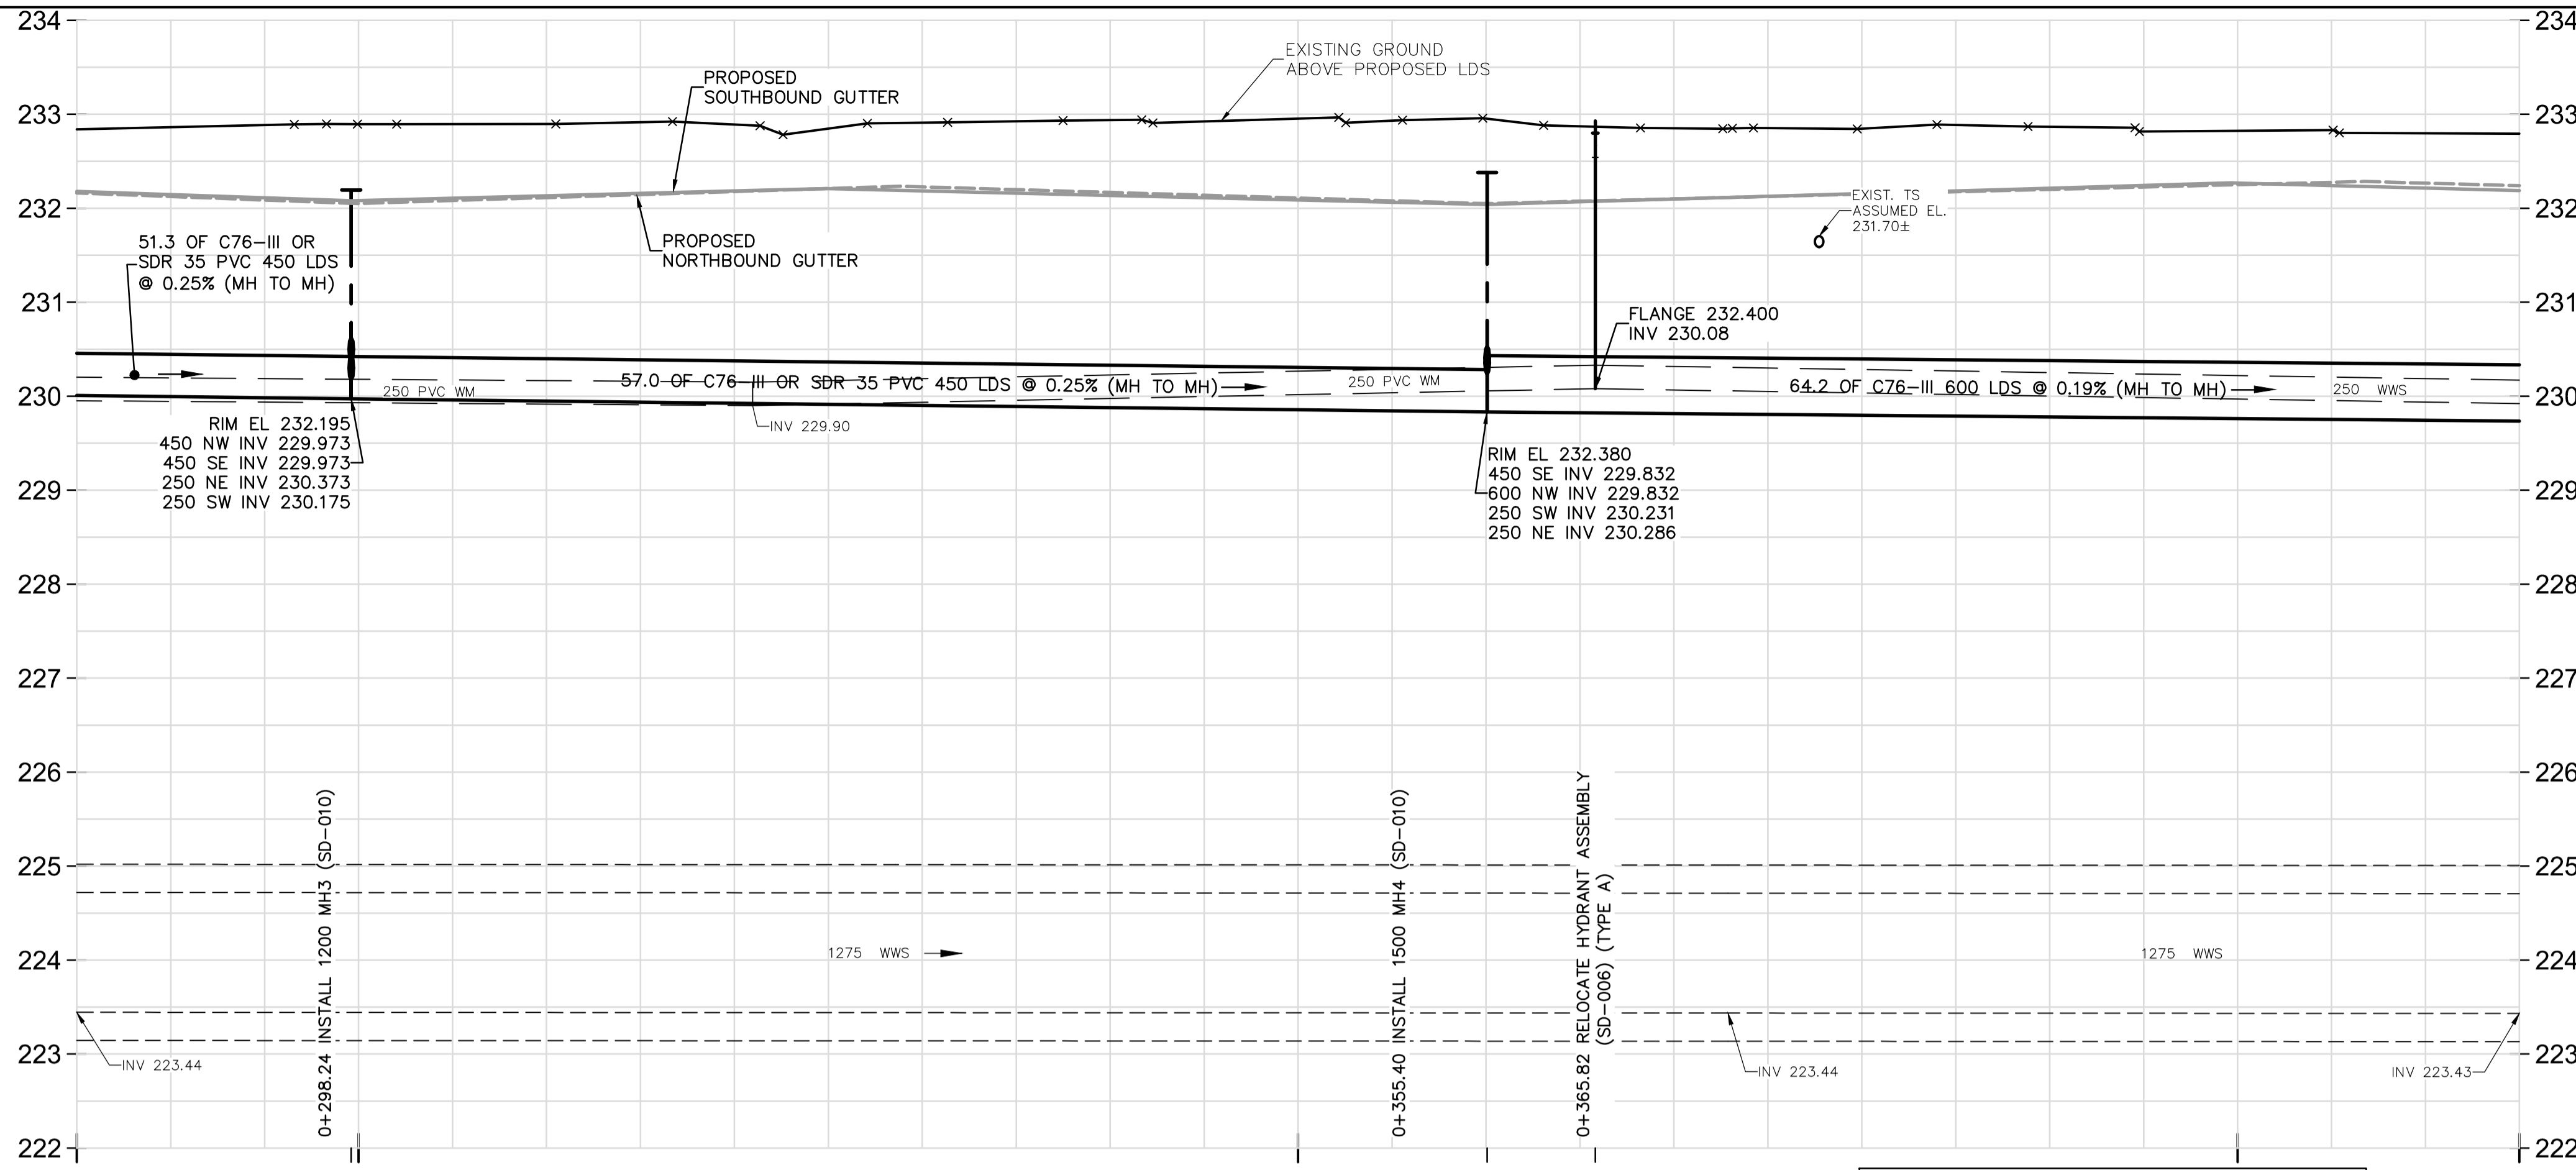 234
233
232
231
230
229
228
227
226
225
224
223
222
234
233
232
231
230
229
228
227
226
225
224
223
222
EXISTING GROUND
ABOVE PROPOSED LDS
PROPOSED
SOUTHBOUND GUTTER
PROPOSED
NORTHBOUND GUTTER
51.3 OF C76-III OR
SDR 35 PVC 450 LDS
@ 0.25% (MH TO MH)
EXIST. TS
ASSUMED EL.
231.70±
FLANGE 232.400
INV 230.08
250 PVC WM
57.0 OF C76-III OR SDR 35 PVC 450 LDS @ 0.25% (MH TO MH)
250 PVC WM
64.2 OF C76-III 600 LDS @ 0.19% (MH TO MH)
250 WWS
INV 229.90
RIM EL 232.195
450 NW INV 229.973
450 SE INV 229.973
250 NE INV 230.373
250 SW INV 230.175
RIM EL 232.380
450 SE INV 229.832
600 NW INV 229.832
250 SW INV 230.231
250 NE INV 230.286
0+298.24 INSTALL 1200 MH3 (SD-010)
0+355.40 INSTALL 1500 MH4 (SD-010)
0+365.82 RELOCATE HYDRANT ASSEMBLY
(SD-006) (TYPE A)
1275 WWS
1275 WWS
INV 223.44
INV 223.44
INV 223.43